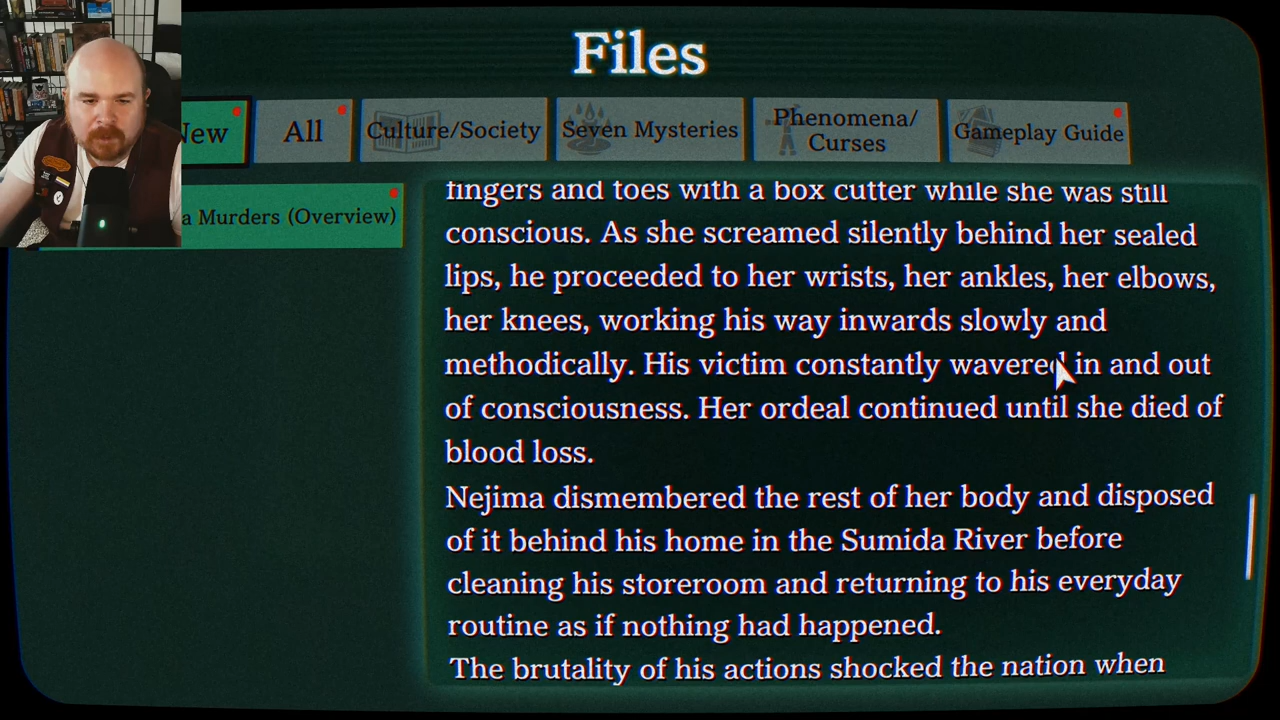 Files
New
All
Culture/Society
Seven Mysteries
Phenomena/
Curses
Gameplay Guide
a Murders (Overview)
fingers and toes with a box cutter while she was still
conscious. As she screamed silently behind her sealed
lips, he proceeded to her wrists, her ankles, her elbows,
her knees, working his way inwards slowly and
methodically. His victim constantly wavered in and out
of consciousness. Her ordeal continued until she died of
blood loss.
Nejima dismembered the rest of her body and disposed
of it behind his home in the Sumida River before
cleaning his storeroom and returning to his everyday
routine as if nothing had happened.
The brutality of his actions shocked the nation when